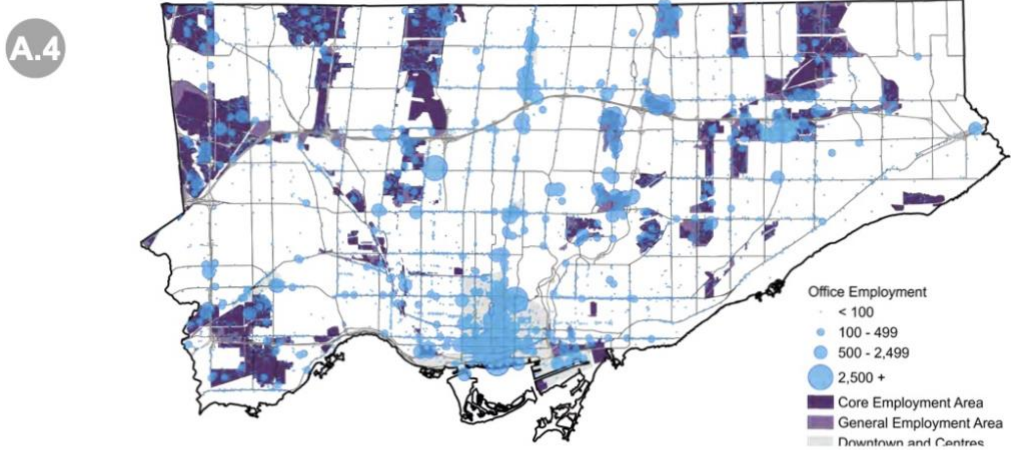 A.4
Office Employment
< 100
100 - 499
500 - 2,499
2,500 +
Core Employment Area
General Employment Area
Downtown and Centres